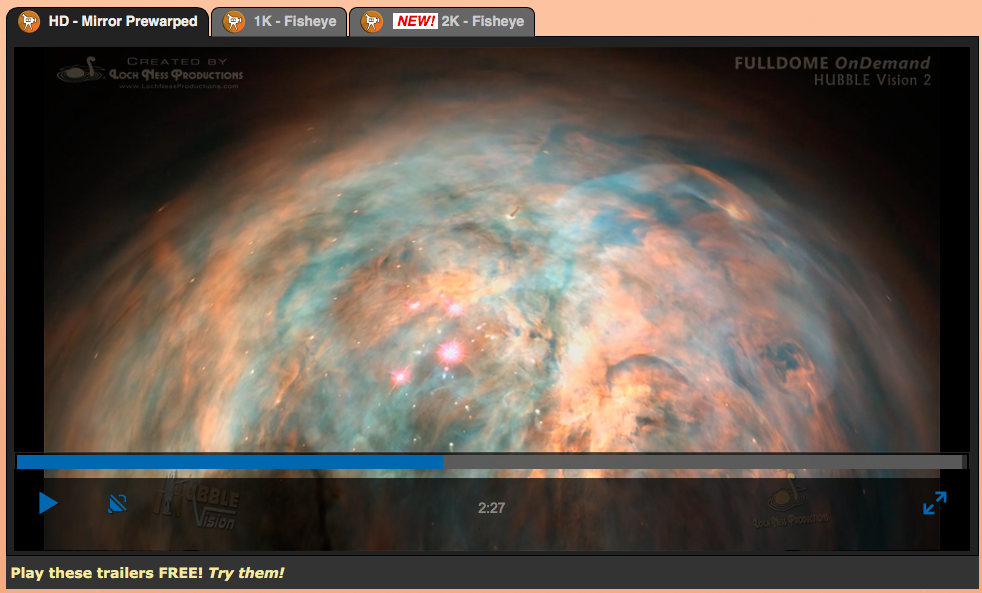 HD - Mirror Prewarped
1K - Fisheye
NEW! 2K - Fisheye
CREATED BY
LOCH NESS PRODUCTIONS
www.LochNessProductions.com
FULLDOME OnDemand
HUBBLE Vision 2
HUBBLE
Vision
2:27
LOCH NESS PRODUCTIONS
Play these trailers FREE! Try them!